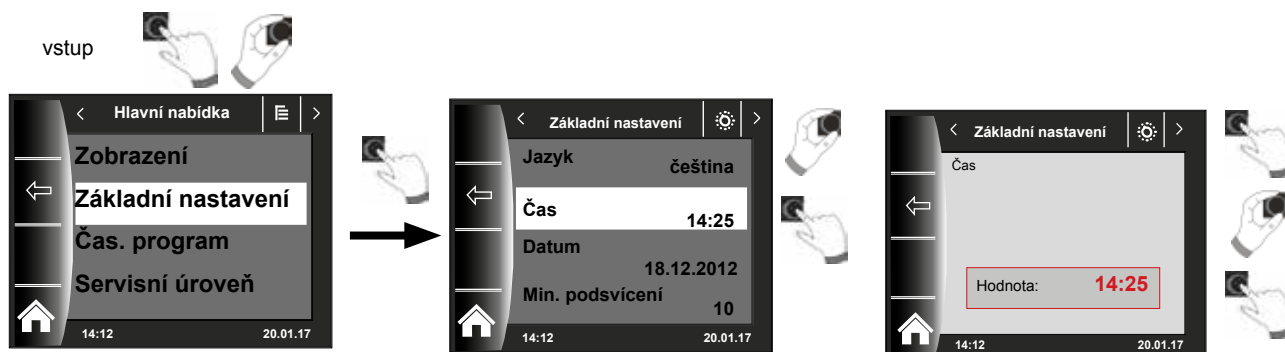 vstup
Hlavní nabídka
Zobrazení
Základní nastavení
Čas. program
Servisní úroveň
14:12 20.01.17
Základní nastavení
Jazyk
čeština
Čas
14:25
Datum
18.12.2012
Min. podsvícení
10
14:12 20.01.17
Základní nastavení
Čas
Hodnota: 14:25
14:12 20.01.17